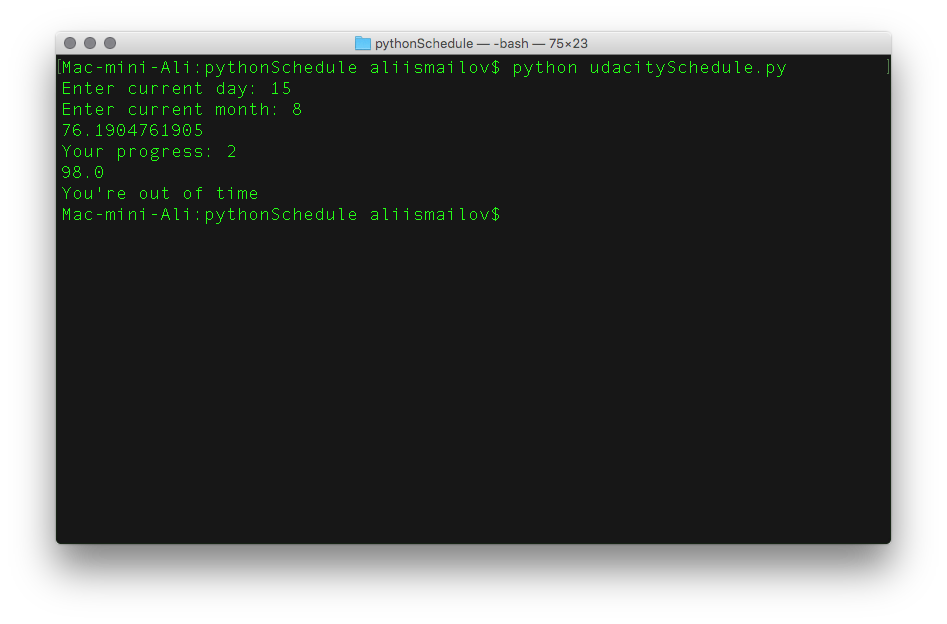 pythonSchedule — -bash — 75×23
[Mac-mini-Ali:pythonSchedule aliismailov$ python udacitySchedule.py ]
Enter current day: 15
Enter current month: 8
76.1904761905
Your progress: 2
98.0
You're out of time
Mac-mini-Ali:pythonSchedule aliismailov$